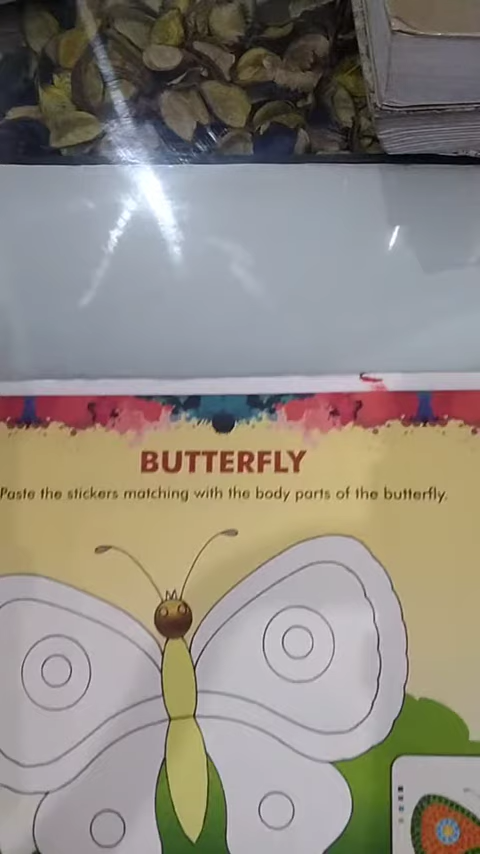 BUTTERFLY
Paste the stickers matching with the body parts of the butterfly.